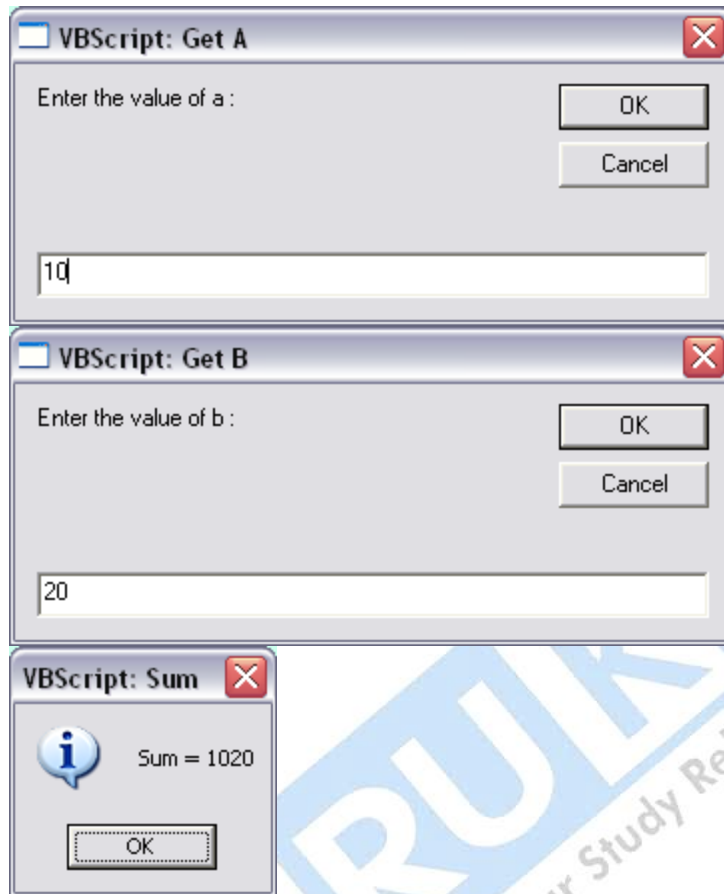 VBScript: Get A
Enter the value of a :
OK
Cancel
10
VBScript: Get B
Enter the value of b :
OK
Cancel
20
VBScript: Sum
Sum = 1020
OK
Study